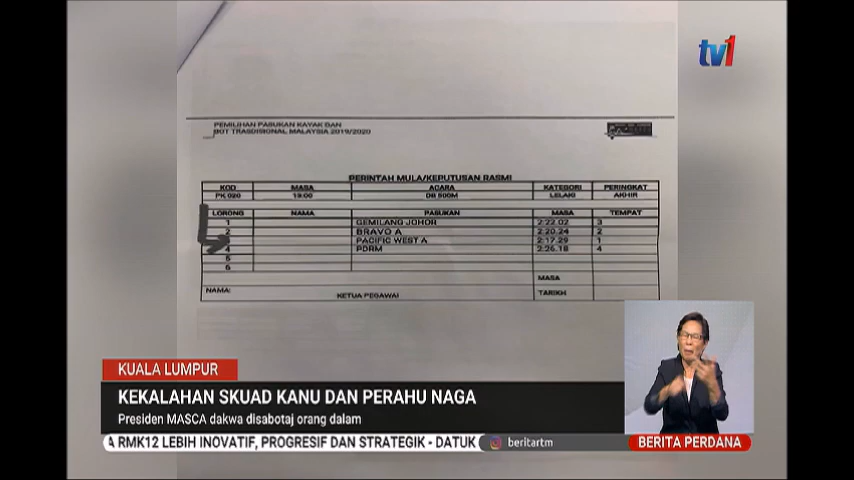 tv1
PEMILIHAN PASUKAN KAYAK DAN
BOT TRASDISIONAL MALAYSIA 2019/2020
PERINTAH MULA/KEPUTUSAN RASMI
KOD MASA ACARA KATEGORI PERINGKAT
PK 020 19:00 DB 500M LELAKI AKHIR
LORONG NAMA PASUKAN MASA TEMPAT
1 GEMILANG JOHOR 2:22.02 3
2 BRAVO A 2:20.24 2
PACIFIC WEST A 2:17.29 1
4 PDRM 2:26.18 4
5
6
MASA
NAMA: KETUA PEGAWAI TARIKH
KUALA LUMPUR
KEKALAHAN SKUAD KANU DAN PERAHU NAGA
Presiden MASCA dakwa disabotaj orang dalam
A RMK12 LEBIH INOVATIF, PROGRESIF DAN STRATEGIK - DATUK beritartm BERITA PERDANA